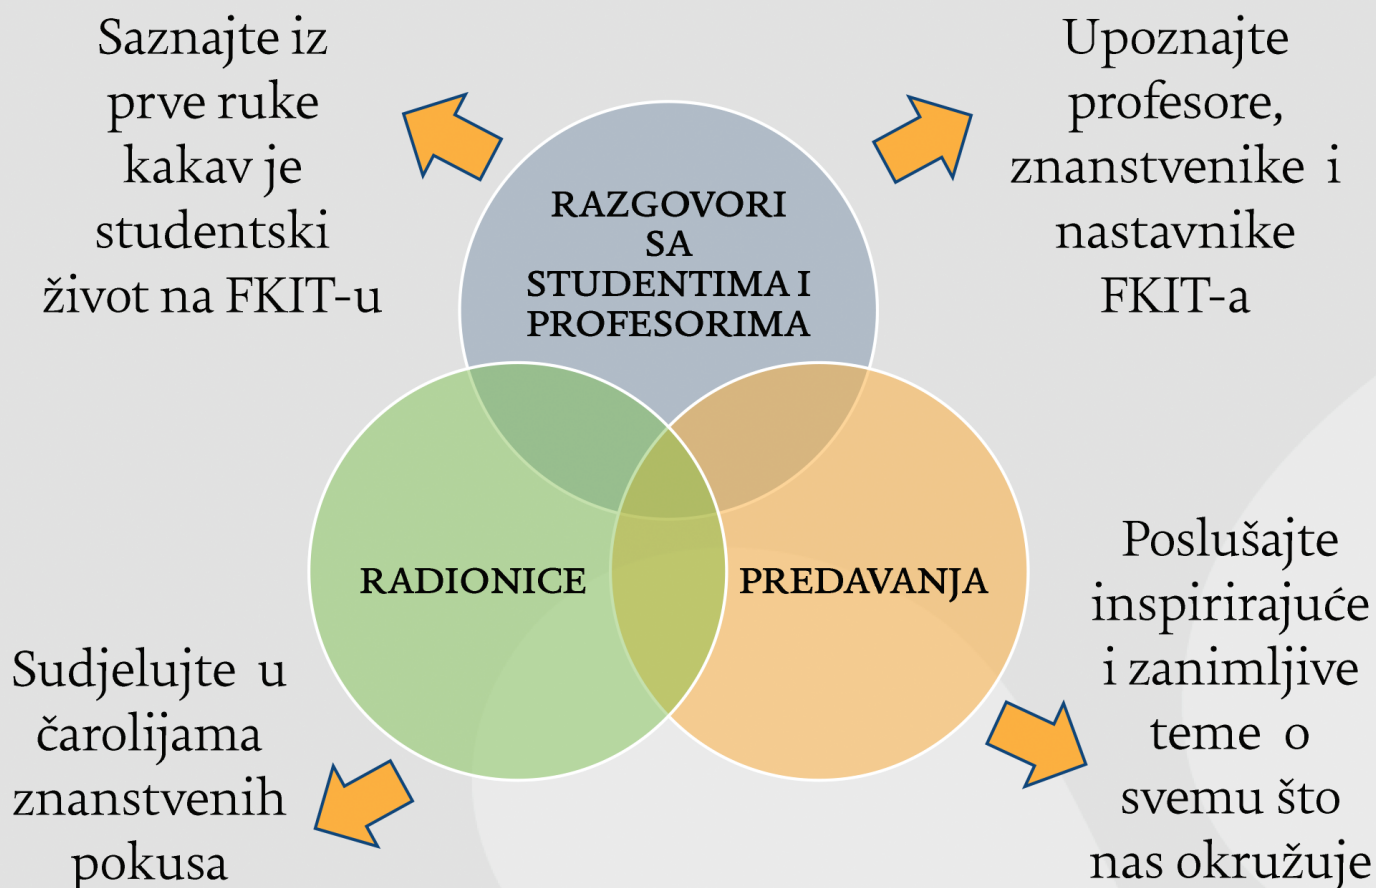 Saznajte iz
prve ruke
kakav je
studentski
život na FKIT-u
Upoznajte
profesore,
znanstvenike i
nastavnike
FKIT-a
RAZGOVORI
SA
STUDENTIMA I
PROFESORIMA
RADIONICE
PREDAVANJA
Sudjelujte u
čarolijama
znanstvenih
pokusa
Poslušajte
inspirirajuće
i zanimljive
teme o
svemu što
nas okružuje